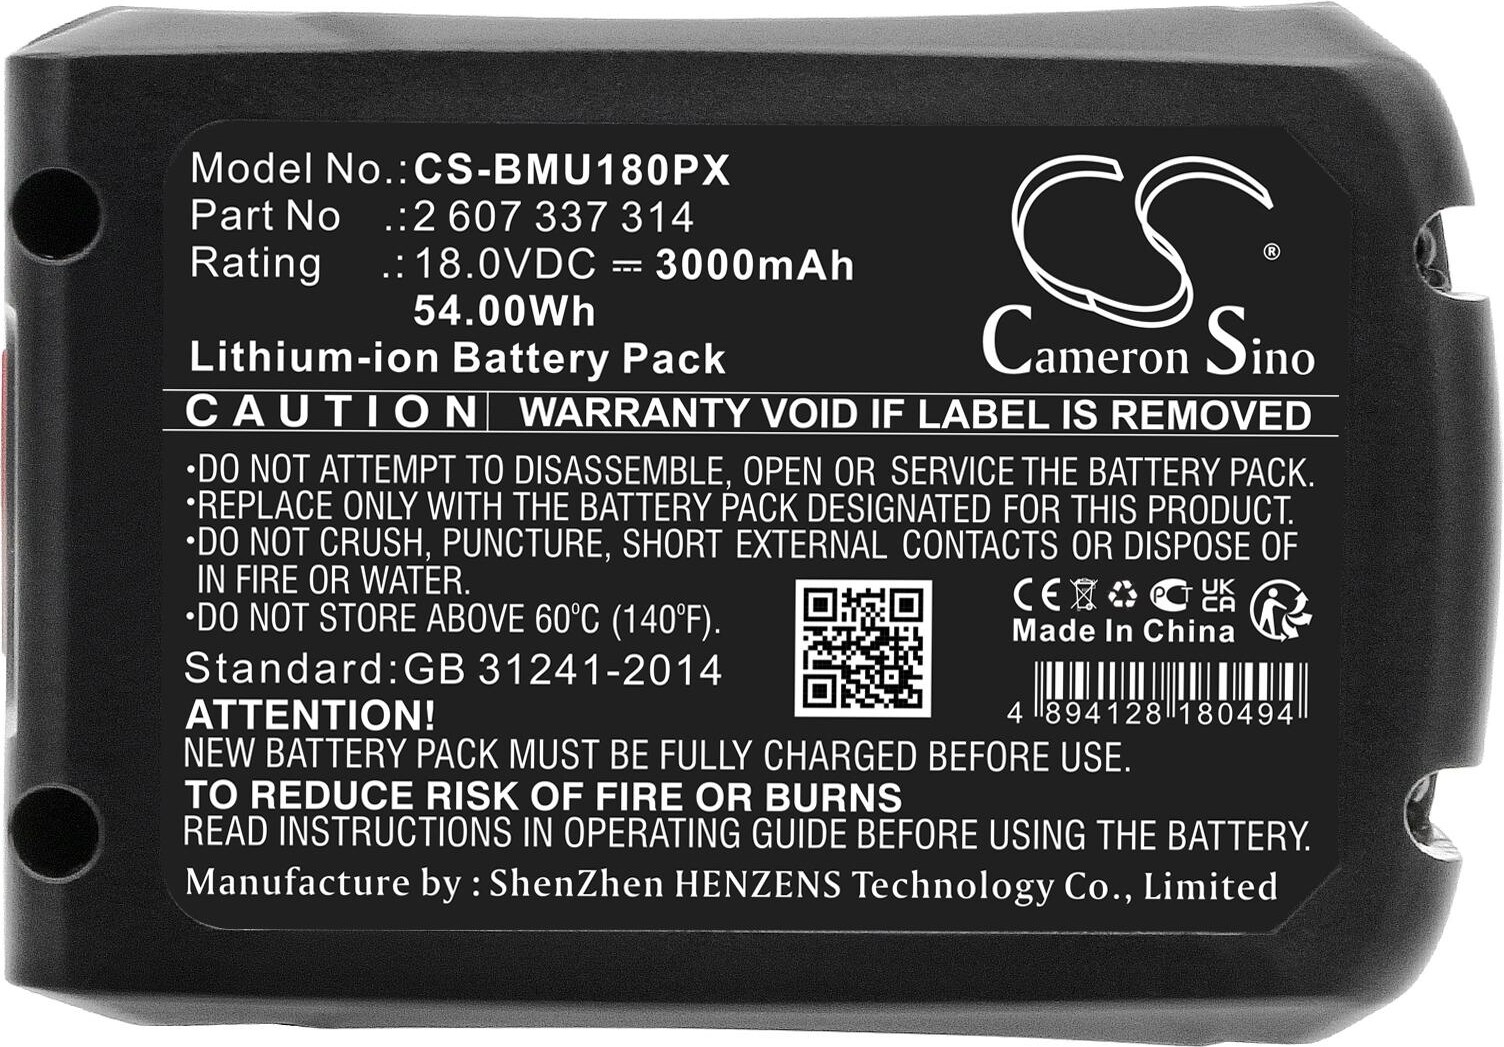 Model No.:CS-BMU180PX
Part No .:2 607 337 314
Rating .:18.0VDC ⎓ 3000mAh
54.00Wh
Lithium-ion Battery Pack
CS
®
Cameron Sino
CAUTION WARRANTY VOID IF LABEL IS REMOVED
•DO NOT ATTEMPT TO DISASSEMBLE, OPEN OR SERVICE THE BATTERY PACK.
•REPLACE ONLY WITH THE BATTERY PACK DESIGNATED FOR THIS PRODUCT.
•DO NOT CRUSH, PUNCTURE, SHORT EXTERNAL CONTACTS OR DISPOSE OF
IN FIRE OR WATER.
•DO NOT STORE ABOVE 60°C (140°F).
CE PCT UK CA
Made In China
Standard:GB 31241-2014
4 894128 180494
ATTENTION!
NEW BATTERY PACK MUST BE FULLY CHARGED BEFORE USE.
TO REDUCE RISK OF FIRE OR BURNS
READ INSTRUCTIONS IN OPERATING GUIDE BEFORE USING THE BATTERY.
Manufacture by : ShenZhen HENZENS Technology Co., Limited